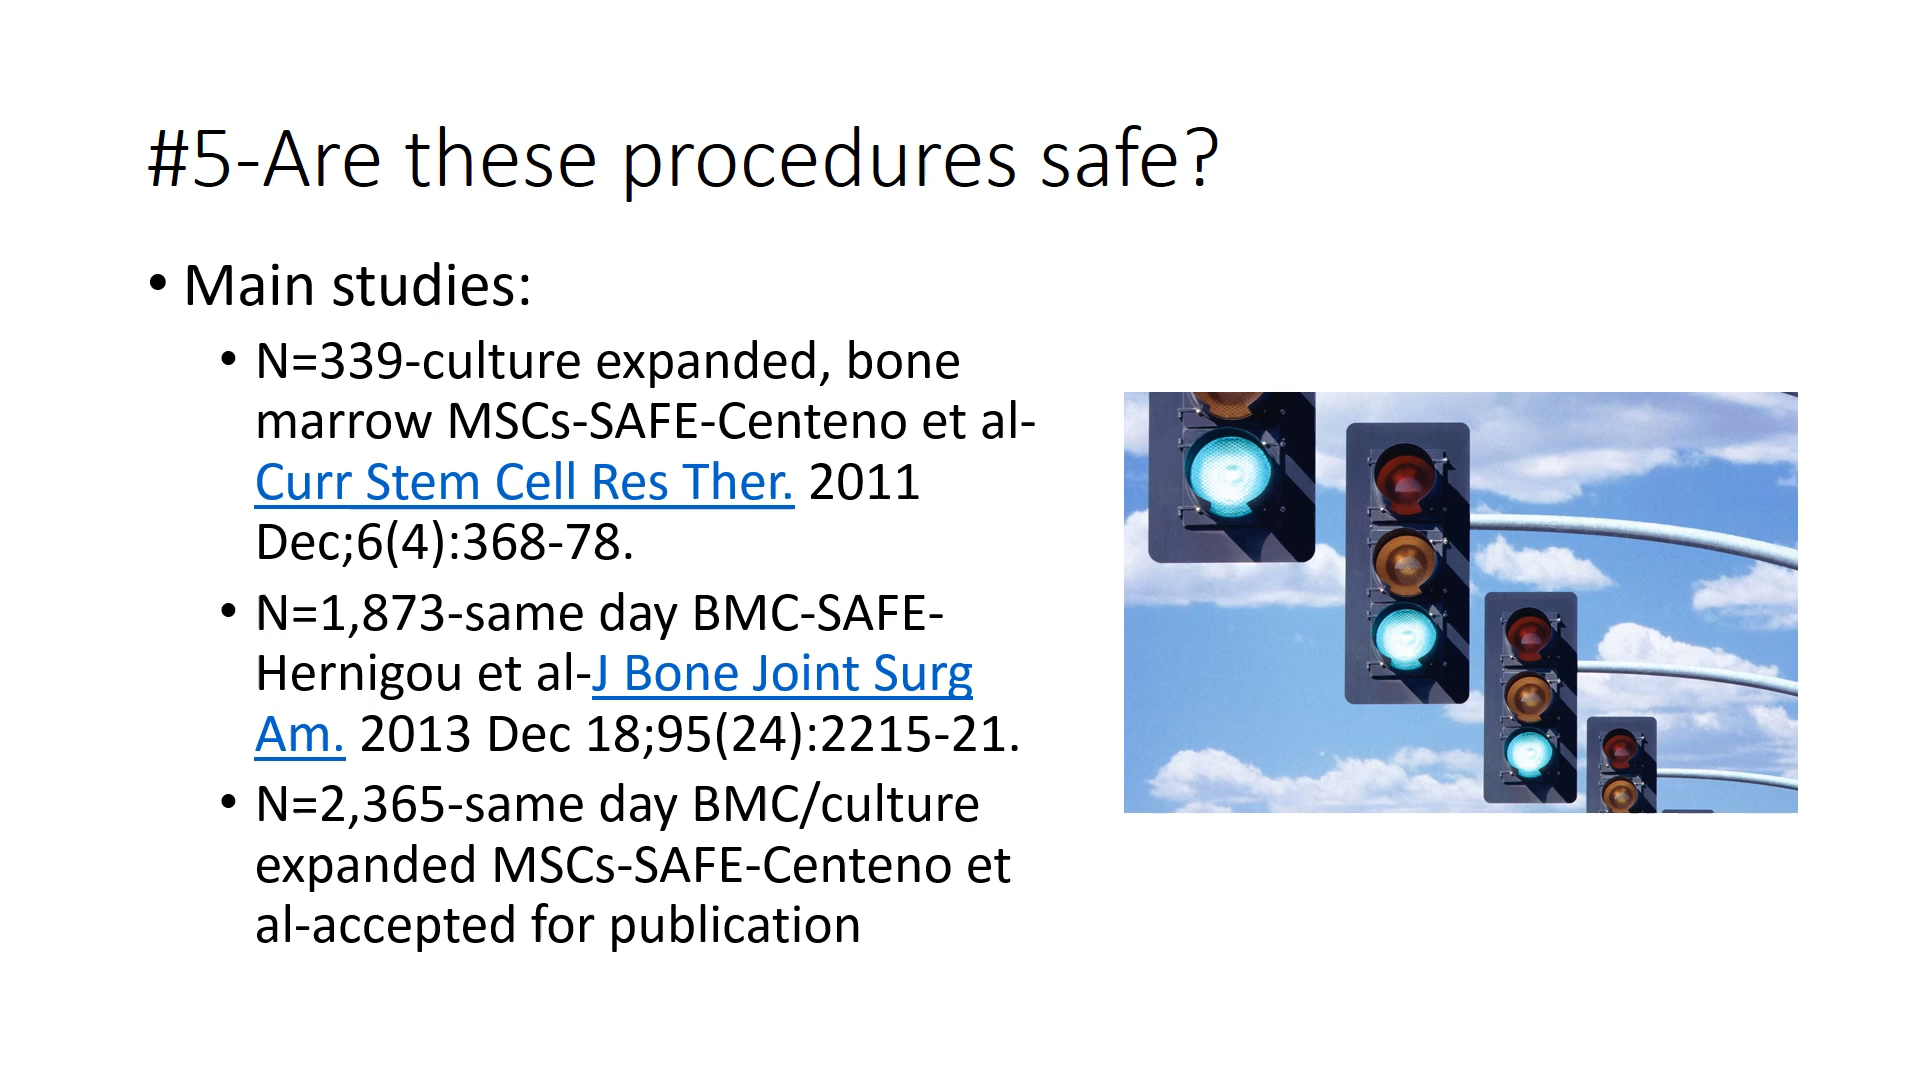 #5-Are these procedures safe?
• Main studies:
• N=339-culture expanded, bone
marrow MSCs-SAFE-Centeno et al-
Curr Stem Cell Res Ther. 2011
Dec;6(4):368-78.
• N=1,873-same day BMC-SAFE-
Hernigou et al-J Bone Joint Surg
Am. 2013 Dec 18;95(24):2215-21.
• N=2,365-same day BMC/culture
expanded MSCs-SAFE-Centeno et
al-accepted for publication